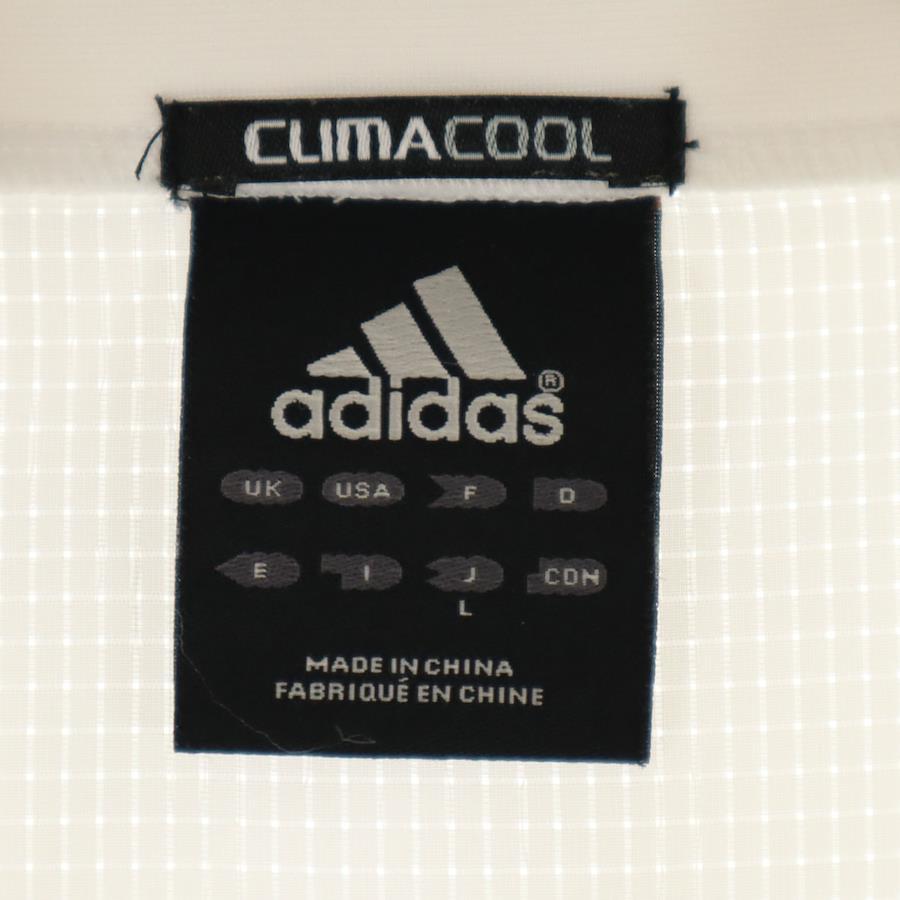 CLIMACOOL
adidas®
UK USA F D
E I J CDN
L
MADE IN CHINA
FABRIQUÉ EN CHINE